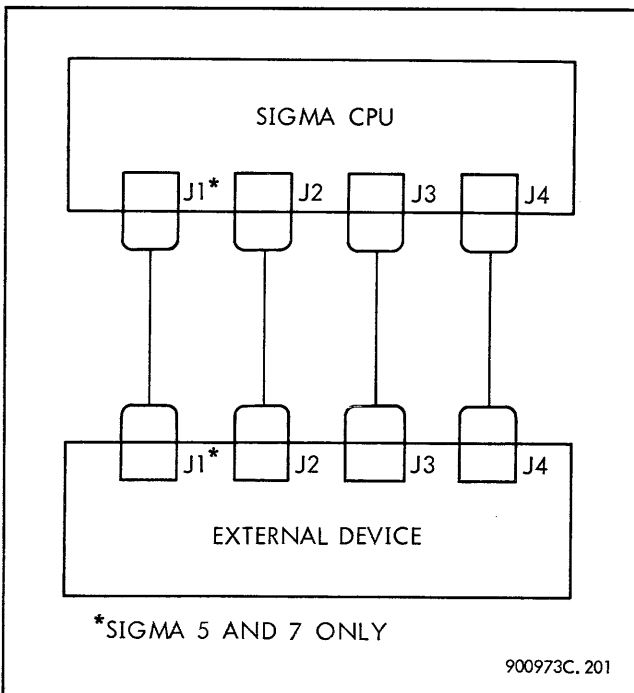 SIGMA CPU
J1* J2 J3 J4
J1* J2 J3 J4
EXTERNAL DEVICE
*SIGMA 5 AND 7 ONLY
900973C. 201